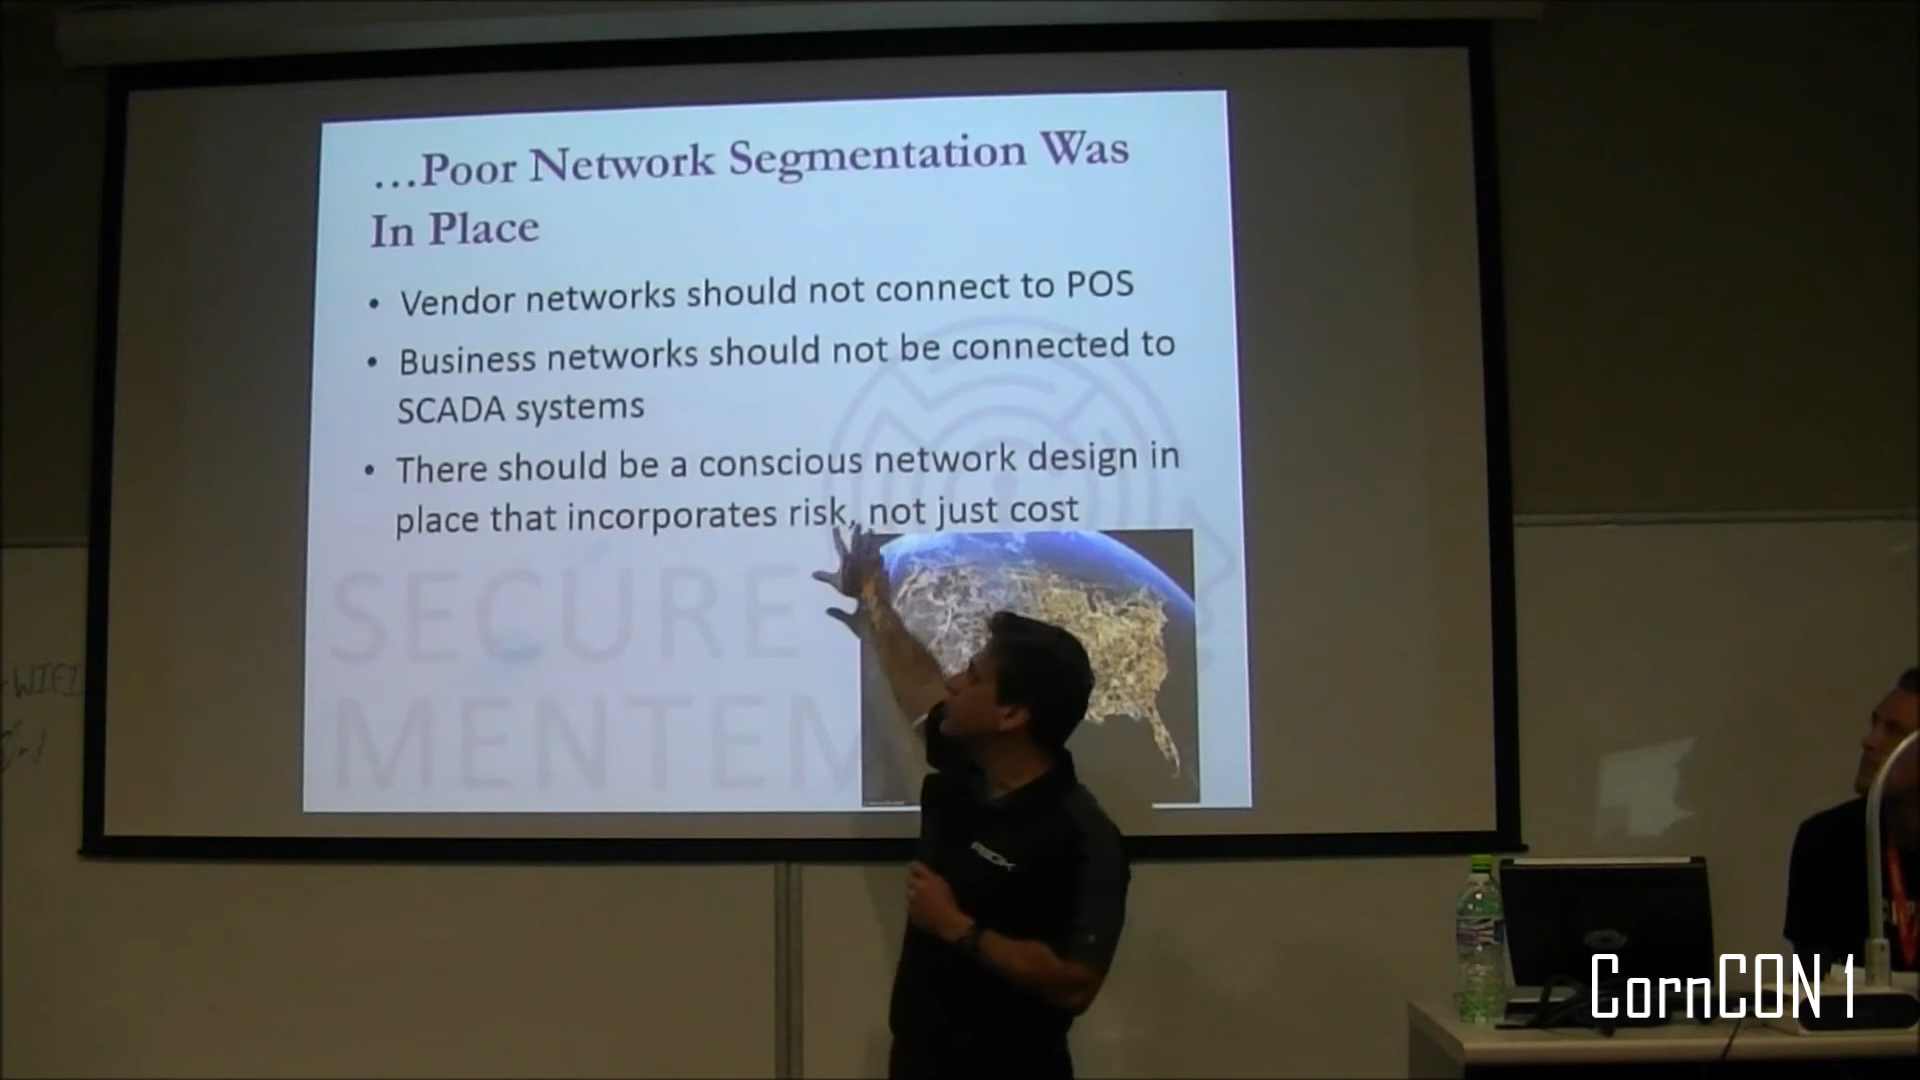 ...Poor Network Segmentation Was
In Place
• Vendor networks should not connect to POS
• Business networks should not be connected to
SCADA systems
• There should be a conscious network design in
place that incorporates risk, not just cost
SECURE
MENTEM
CornCON 1